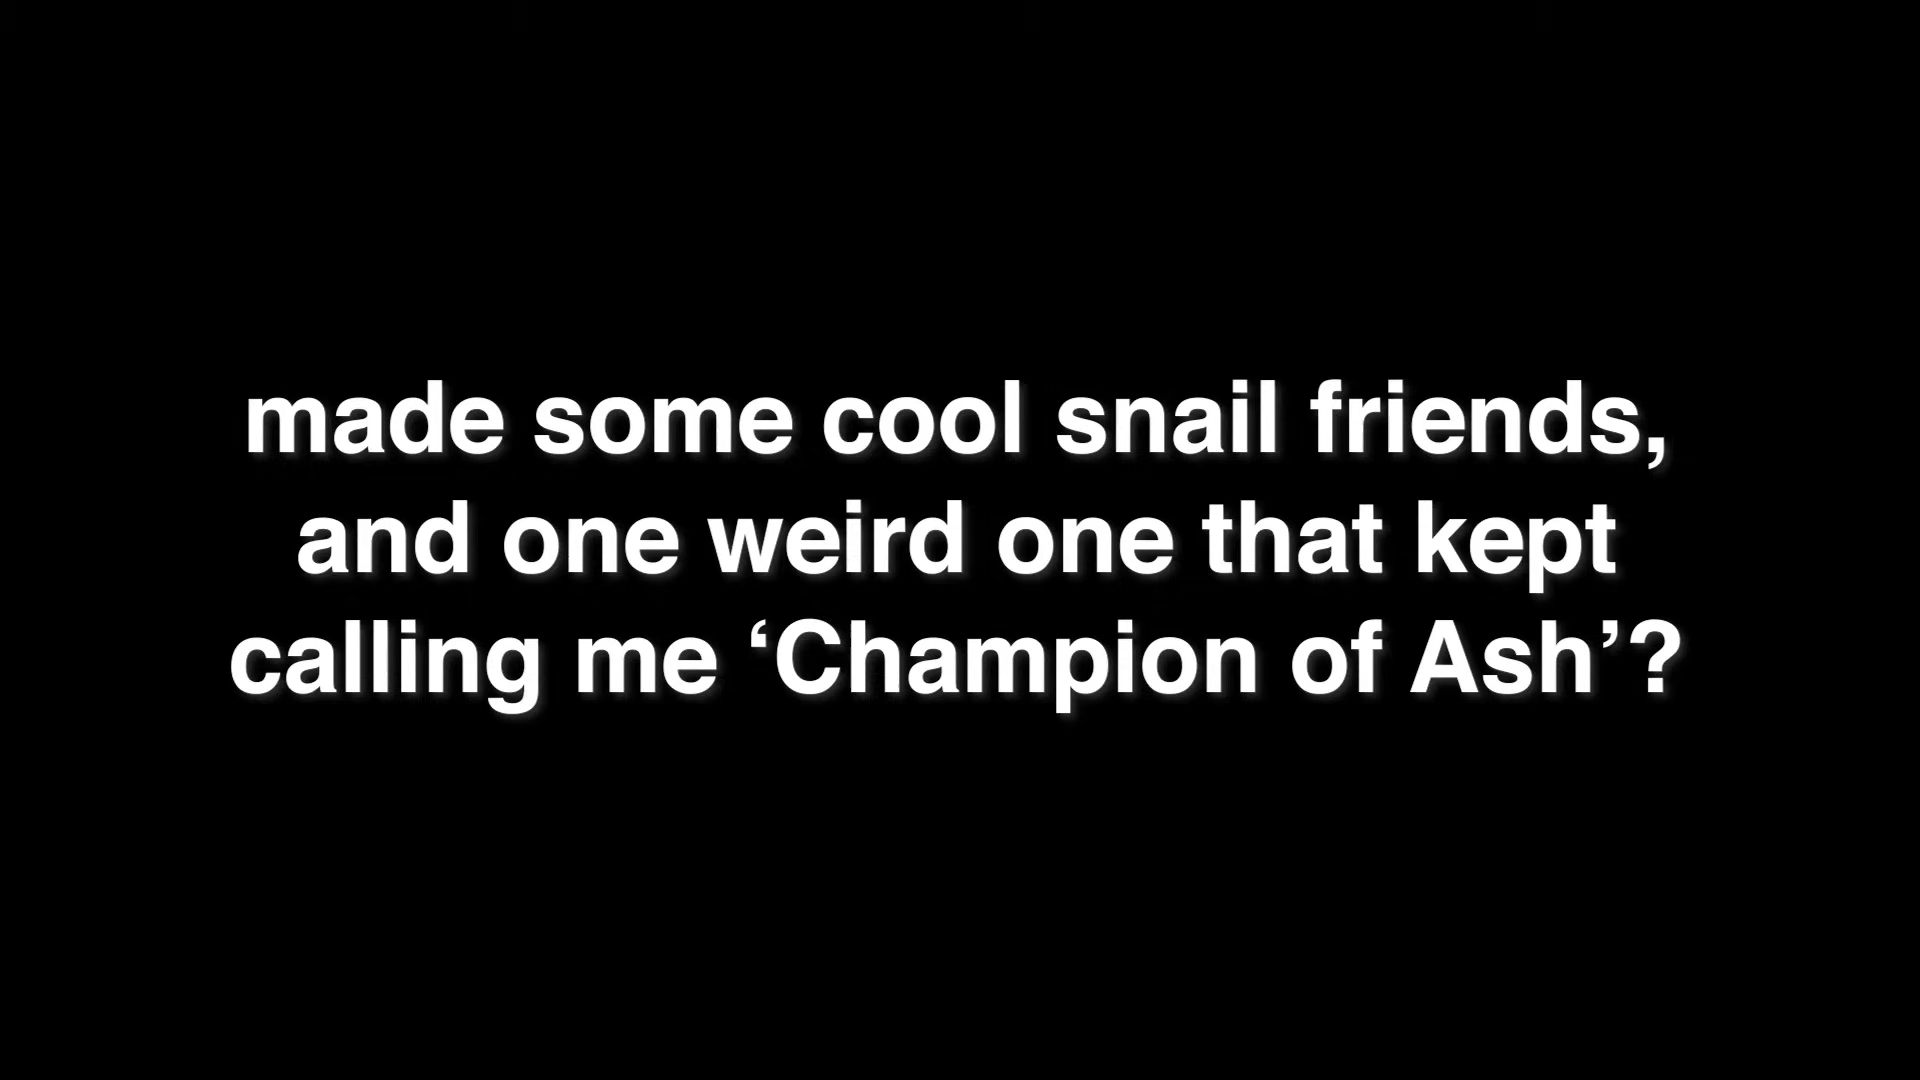 made some cool snail friends,
and one weird one that kept
calling me ‘Champion of Ash’?